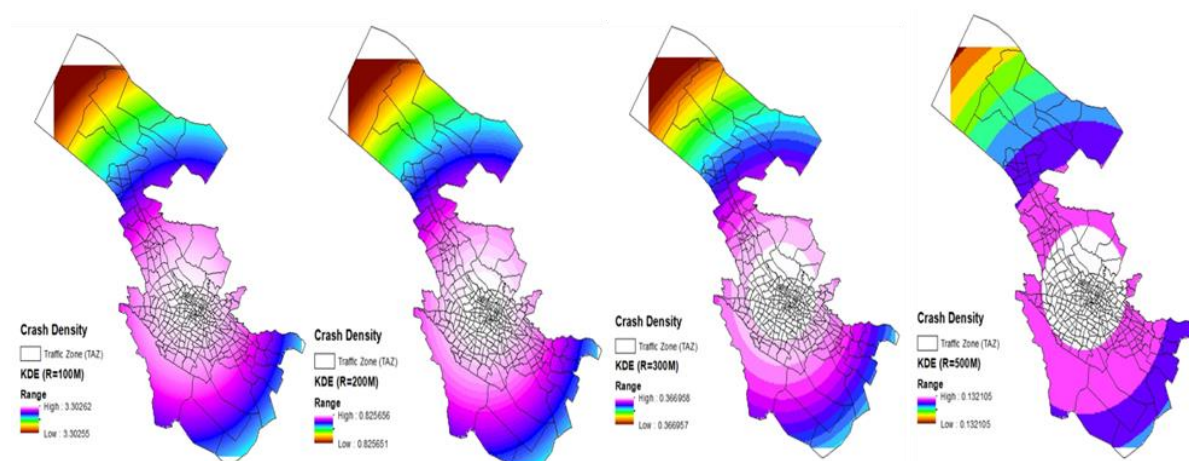 Crash Density
Traffic Zone (TAZ)
KDE (R=100M)
Range
High : 3.30262
Low : 3.30255
Crash Density
Traffic Zone (TAZ)
KDE (R=200M)
Range
High : 0.825656
Low : 0.825651
Crash Density
Traffic Zone (TAZ)
KDE (R=300M)
Range
High : 0.366958
Low : 0.366957
Crash Density
Traffic Zone (TAZ)
KDE (R=500M)
Range
High : 0.132105
Low : 0.132105